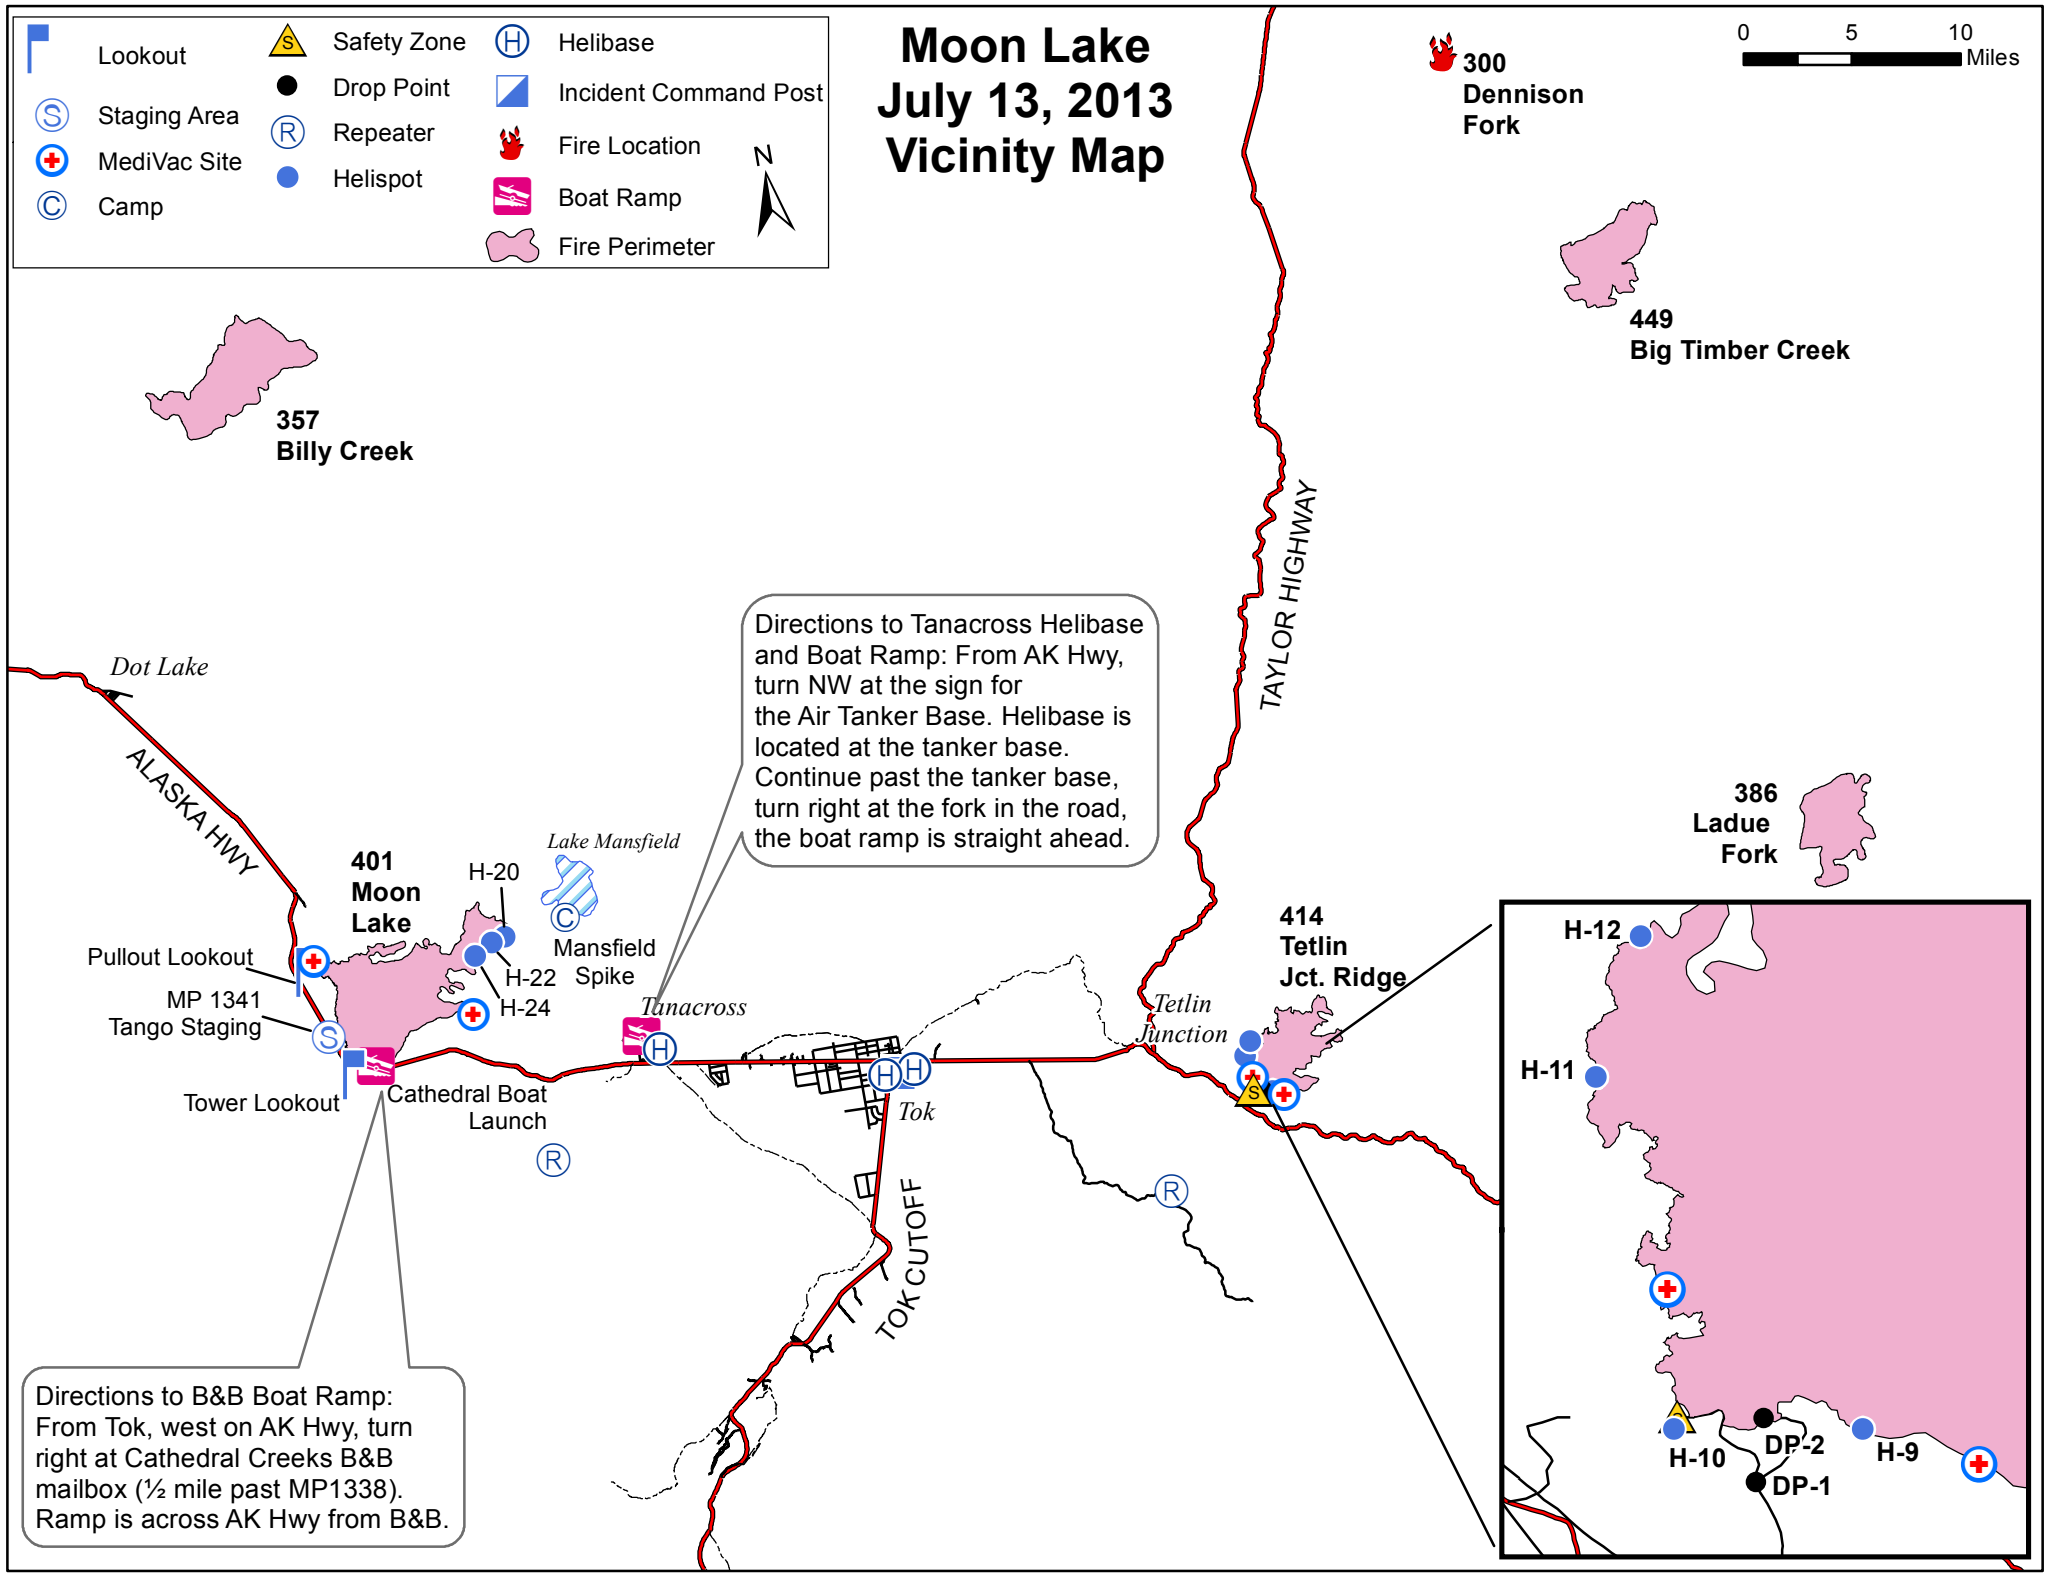 Moon Lake
July 13, 2013
Vicinity Map
Lookout
Staging Area
MediVac Site
Camp
Safety Zone
Drop Point
Repeater
Helispot
Helibase
Incident Command Post
Fire Location
Boat Ramp
Fire Perimeter
S
S
C
R
H
N
0 5 10
Miles
300
Dennison
Fork
449
Big Timber Creek
357
Billy Creek
TAYLOR HIGHWAY
Directions to Tanacross Helibase
and Boat Ramp: From AK Hwy,
turn NW at the sign for
the Air Tanker Base. Helibase is
located at the tanker base.
Continue past the tanker base,
turn right at the fork in the road,
the boat ramp is straight ahead.
Dot Lake
ALASKA HWY
386
Ladue
Fork
Lake Mansfield
C
Mansfield
Spike
401
Moon
Lake
H-20
H-22
H-24
Pullout Lookout
MP 1341
Tango Staging
S
Tower Lookout
Cathedral Boat
Launch
R
Tanacross
H
H
H
Tok
TOK CUTOFF
R
Tetlin
Junction
414
Tetlin
Jct. Ridge
S
H-12
H-11
H-10
DP-2
DP-1
H-9
Directions to B&B Boat Ramp:
From Tok, west on AK Hwy, turn
right at Cathedral Creeks B&B
mailbox (½ mile past MP1338).
Ramp is across AK Hwy from B&B.